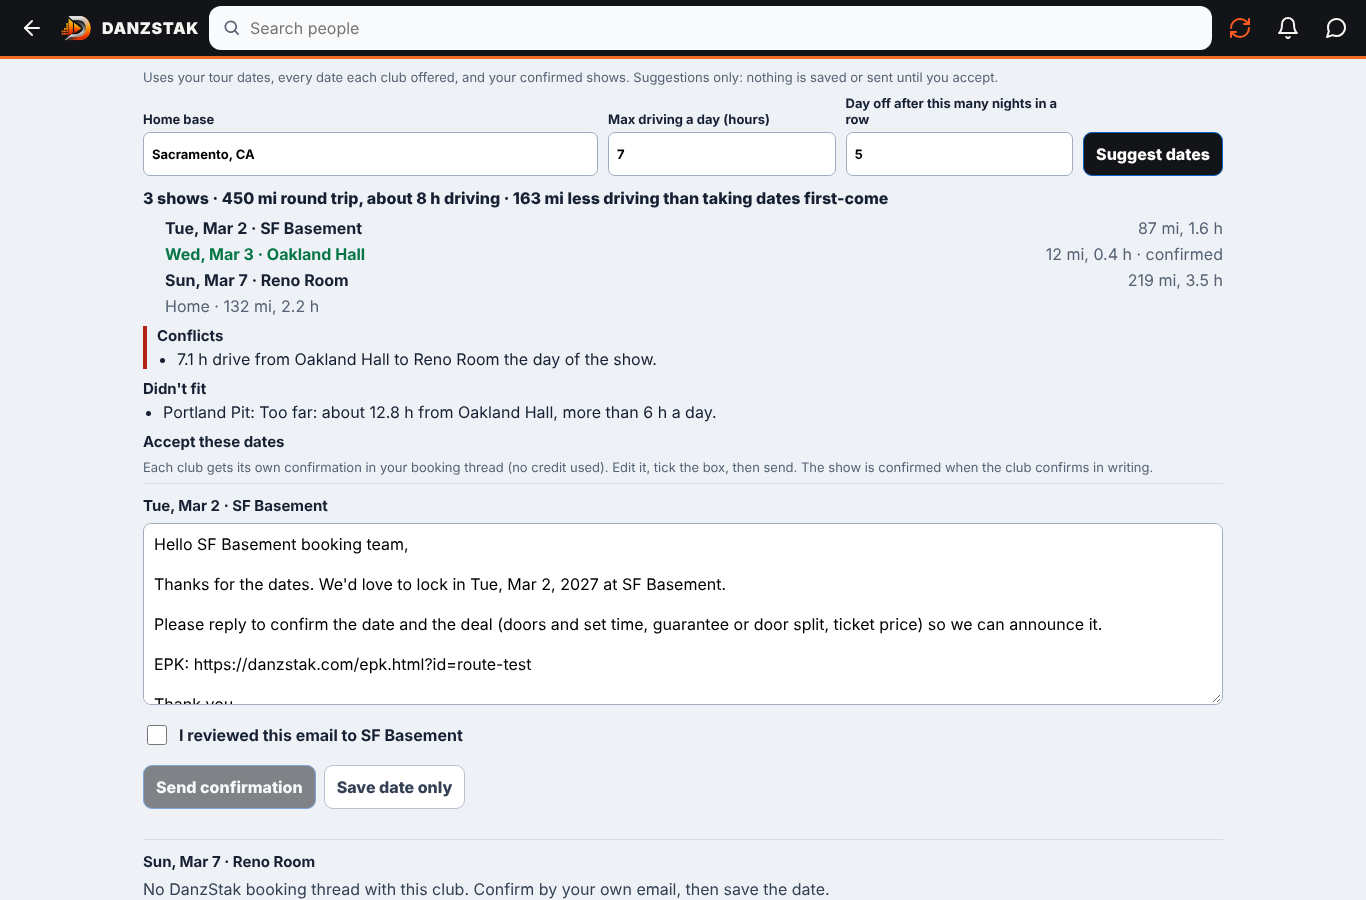 DANZSTAK
Search people
Uses your tour dates, every date each club offered, and your confirmed shows. Suggestions only: nothing is saved or sent until you accept.
Home base
Max driving a day (hours)
Day off after this many nights in a
row
Sacramento, CA
7
5
Suggest dates
3 shows · 450 mi round trip, about 8 h driving · 163 mi less driving than taking dates first-come
Tue, Mar 2 · SF Basement
87 mi, 1.6 h
Wed, Mar 3 · Oakland Hall
12 mi, 0.4 h · confirmed
Sun, Mar 7 · Reno Room
219 mi, 3.5 h
Home · 132 mi, 2.2 h
Conflicts
• 7.1 h drive from Oakland Hall to Reno Room the day of the show.
Didn't fit
• Portland Pit: Too far: about 12.8 h from Oakland Hall, more than 6 h a day.
Accept these dates
Each club gets its own confirmation in your booking thread (no credit used). Edit it, tick the box, then send. The show is confirmed when the club confirms in writing.
Tue, Mar 2 · SF Basement
Hello SF Basement booking team,
Thanks for the dates. We'd love to lock in Tue, Mar 2, 2027 at SF Basement.
Please reply to confirm the date and the deal (doors and set time, guarantee or door split, ticket price) so we can announce it.
EPK: https://danzstak.com/epk.html?id=route-test
Thank you
I reviewed this email to SF Basement
Send confirmation
Save date only
Sun, Mar 7 · Reno Room
No DanzStak booking thread with this club. Confirm by your own email, then save the date.